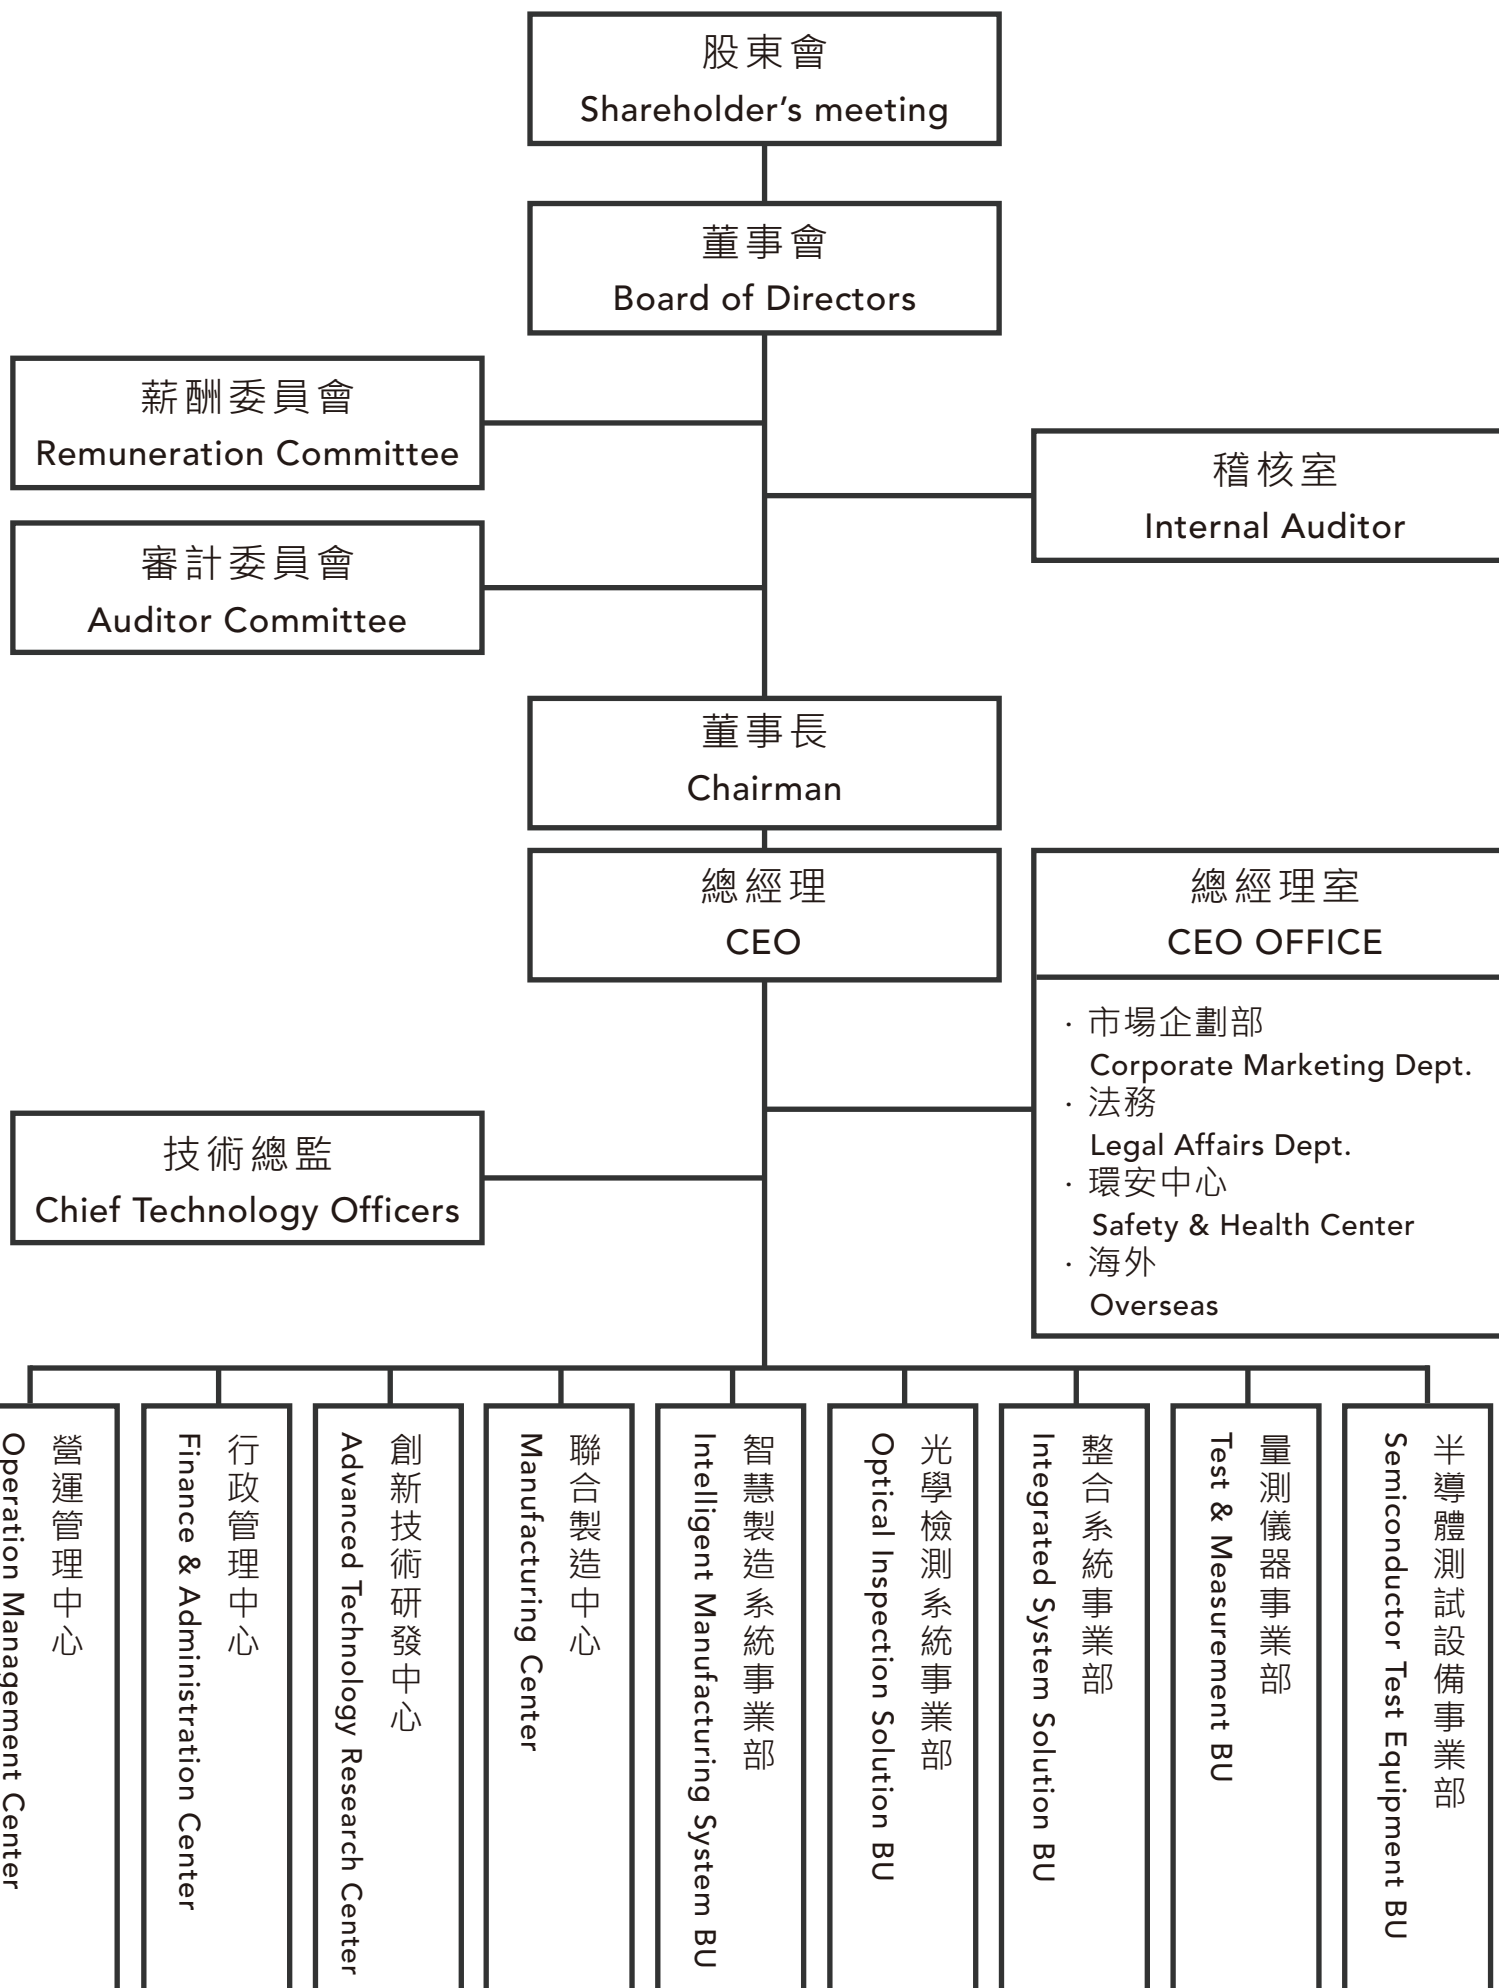 股東會
Shareholder’s meeting
董事會
Board of Directors
薪酬委員會
Remuneration Committee
稽核室
Internal Auditor
審計委員會
Auditor Committee
董事長
Chairman
總經理
CEO
總經理室
CEO OFFICE
· 市場企劃部
Corporate Marketing Dept.
· 法務
Legal Affairs Dept.
· 環安中心
Safety & Health Center
· 海外
Overseas
技術總監
Chief Technology Officers
營運管理中心
Operation Management Center
行政管理中心
Finance & Administration Center
創新技術研發中心
Advanced Technology Research Center
聯合製造中心
Manufacturing Center
智慧製造系統事業部
Intelligent Manufacturing System BU
光學檢測系統事業部
Optical Inspection Solution BU
整合系統事業部
Integrated System Solution BU
量測儀器事業部
Test & Measurement BU
半導體測試設備事業部
Semiconductor Test Equipment BU